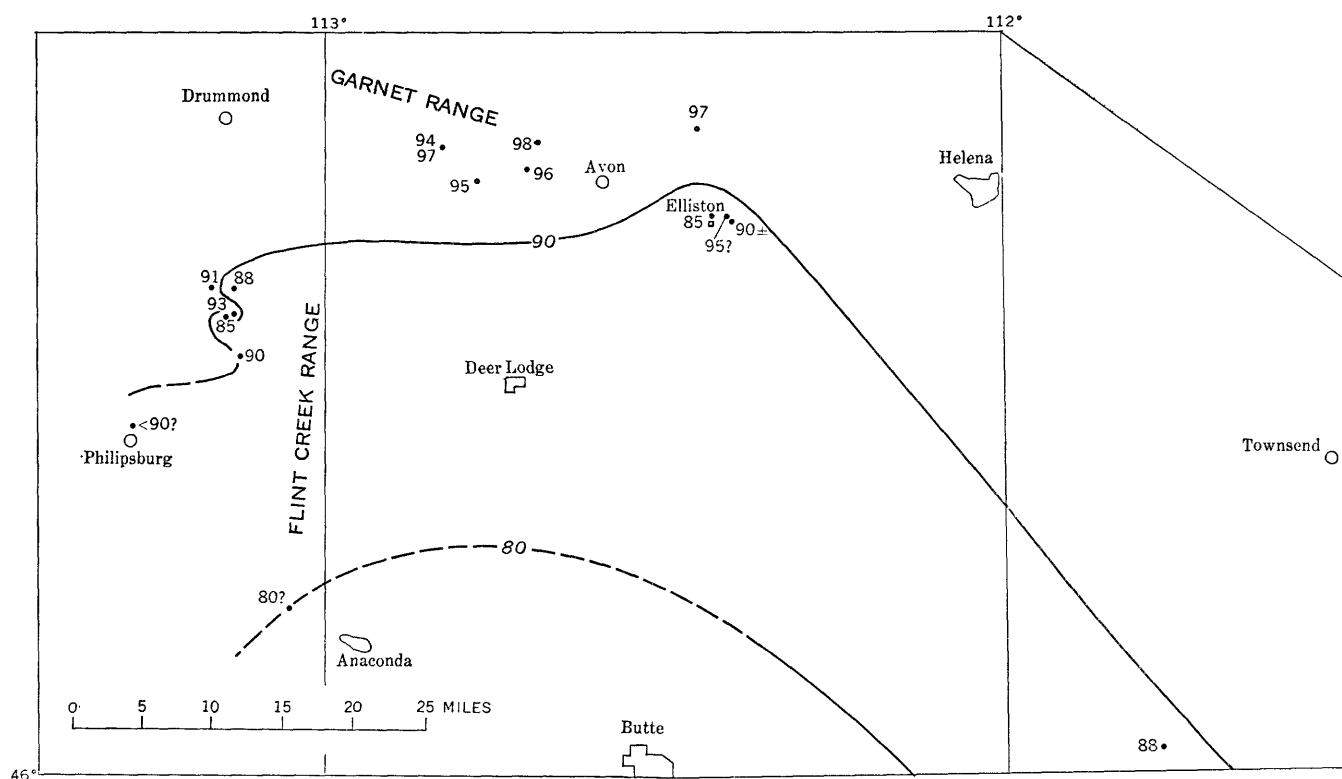 113°
112°
Drummond
GARNET RANGE
94
97
98
96
95
Avon
97
Helena
Elliston
85
95?
90±
90
91
88
93
85
90
FLINT CREEK RANGE
Deer Lodge
<90?
Philipsburg
Townsend
80
80?
Anaconda
0 5 10 15 20 25 MILES
Butte
88
46°